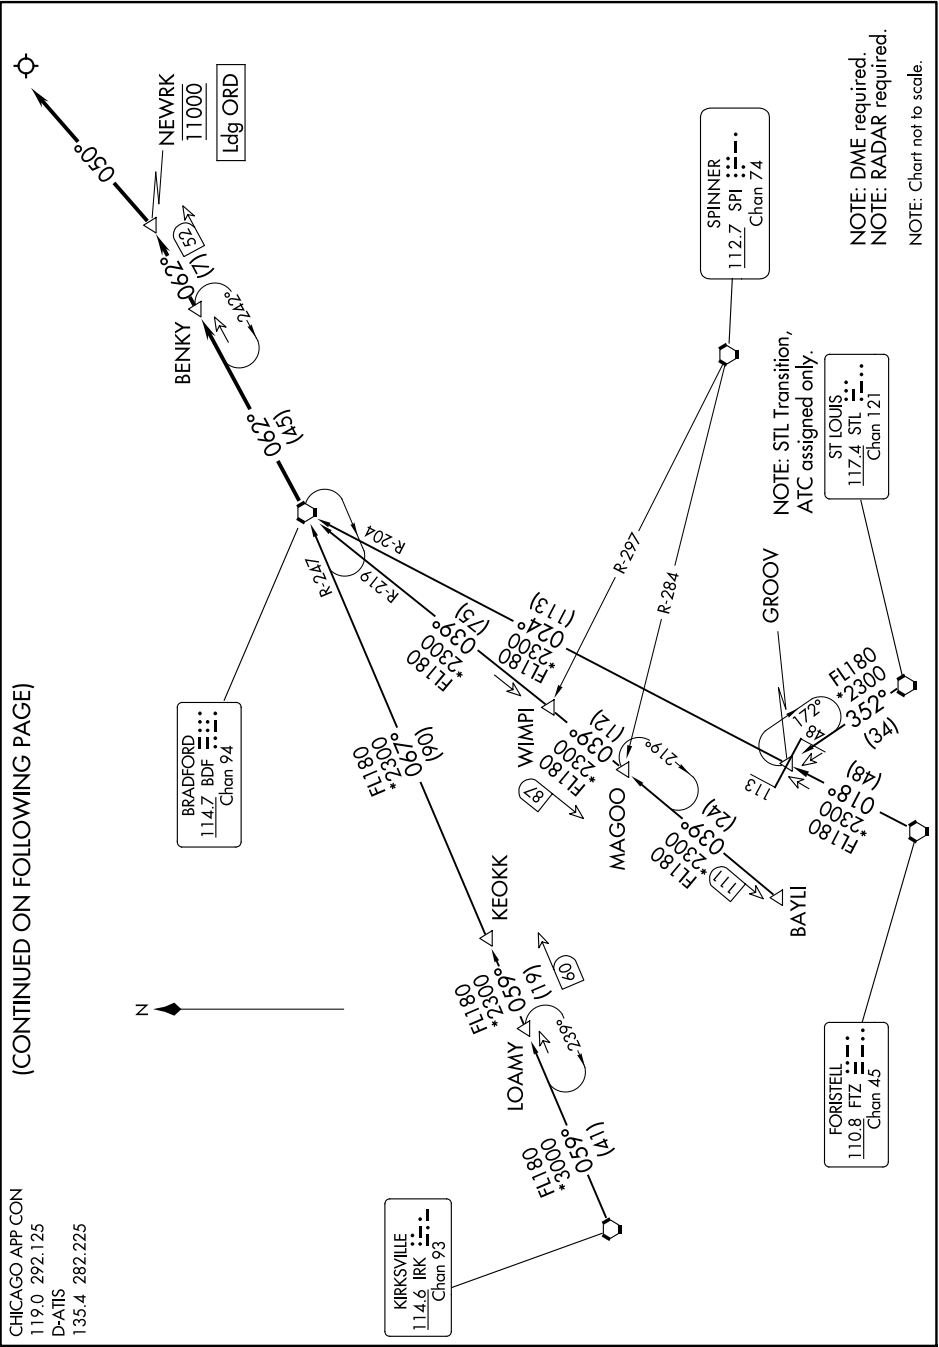 (CONTINUED ON FOLLOWING PAGE)
CHICAGO APP CON
119.0 292.125
D-ATIS
135.4 282.225
N
050°
NEWRK
11000
Ldg ORD
52
062°
(7)
BENKY
242°
062°
(45)
BRADFORD
114.7 BDF
Chan 94
R-247
R-219
R-204
FL180
*2300
067°
(90)
KEOKK
FL180
*2300
059°
(19)
60
LOAMY
239°
FL180
*3000
059°
(41)
KIRKSVILLE
114.6 IRK
Chan 93
FL180
*2300
039°
(75)
WIMPI
87
FL180
*2300
039°
(12)
MAGOO
219°
FL180
*2300
039°
(24)
111
BAYLI
FL180
*2300
024°
(113)
R-297
R-284
SPINNER
112.7 SPI
Chan 74
GROOV
172°
48
113
FL180
*2300
352°
(34)
FL180
*2300
018°
(48)
FORISTELL
110.8 FTZ
Chan 45
ST LOUIS
117.4 STL
Chan 121
NOTE: STL Transition,
ATC assigned only.
NOTE: DME required.
NOTE: RADAR required.
NOTE: Chart not to scale.